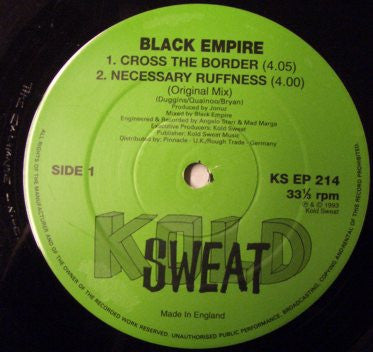 BLACK EMPIRE
1. CROSS THE BORDER (4.05)
2. NECESSARY RUFFNESS (4.00)
(Original Mix)
(Duggins/Quainoo/Bryan)
Produced by Jonuz
Mixed by Black Empire
Engineered & Recorded by Angelo Starr & Mad Marga
Executive Producers: Kold Sweat
Publisher: Kold Sweat Music
Distributed by: Pinnacle - U.K./Rough Trade - Germany
SIDE 1
KS EP 214
33⅓ rpm
℗ & © 1993
Kold Sweat
KOLD
SWEAT
Made In England
ALL RIGHTS OF THE MANUFACTURER AND OF THE OWNER OF THE RECORDED WORK RESERVED. UNAUTHORISED PUBLIC PERFORMANCE, BROADCASTING, COPYING AND/RENTAL OF THIS RECORD PROHIBITED.